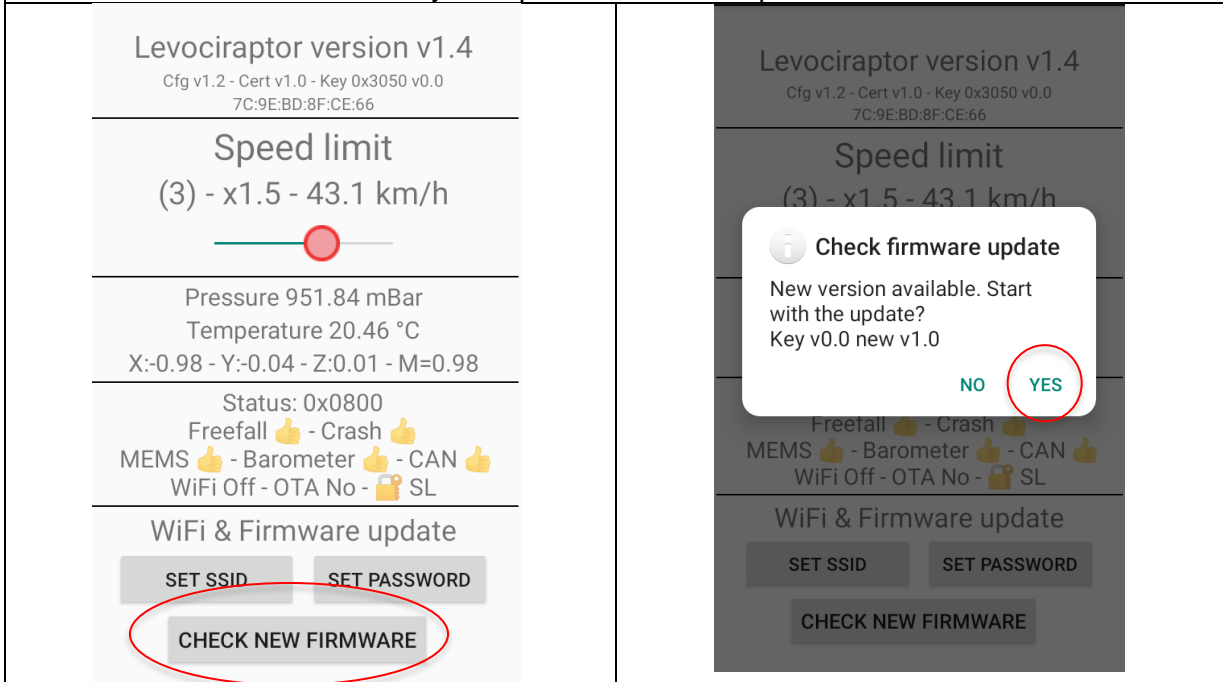 Levociraptor version v1.4
Cfg v1.2 - Cert v1.0 - Key 0x3050 v0.0
7C:9E:BD:8F:CE:66
Speed limit
(3) - x1.5 - 43.1 km/h
Pressure 951.84 mBar
Temperature 20.46 °C
X:-0.98 - Y:-0.04 - Z:0.01 - M=0.98
Status: 0x0800
Freefall 👍 - Crash 👍
MEMS 👍 - Barometer 👍 - CAN 👍
WiFi Off - OTA No - 🔐 SL
WiFi & Firmware update
SET SSID SET PASSWORD
CHECK NEW FIRMWARE
Levociraptor version v1.4
Cfg v1.2 - Cert v1.0 - Key 0x3050 v0.0
7C:9E:BD:8F:CE:66
Speed limit
(3) - x1.5 - 43.1 km/h
Check firmware update
New version available. Start
with the update?
Key v0.0 new v1.0
NO YES
Freefall 👍 - Crash 👍
MEMS 👍 - Barometer 👍 - CAN 👍
WiFi Off - OTA No - 🔐 SL
WiFi & Firmware update
SET SSID SET PASSWORD
CHECK NEW FIRMWARE